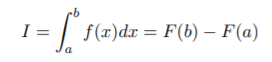 I = ∫_a^b f(x)dx = F(b) − F(a)